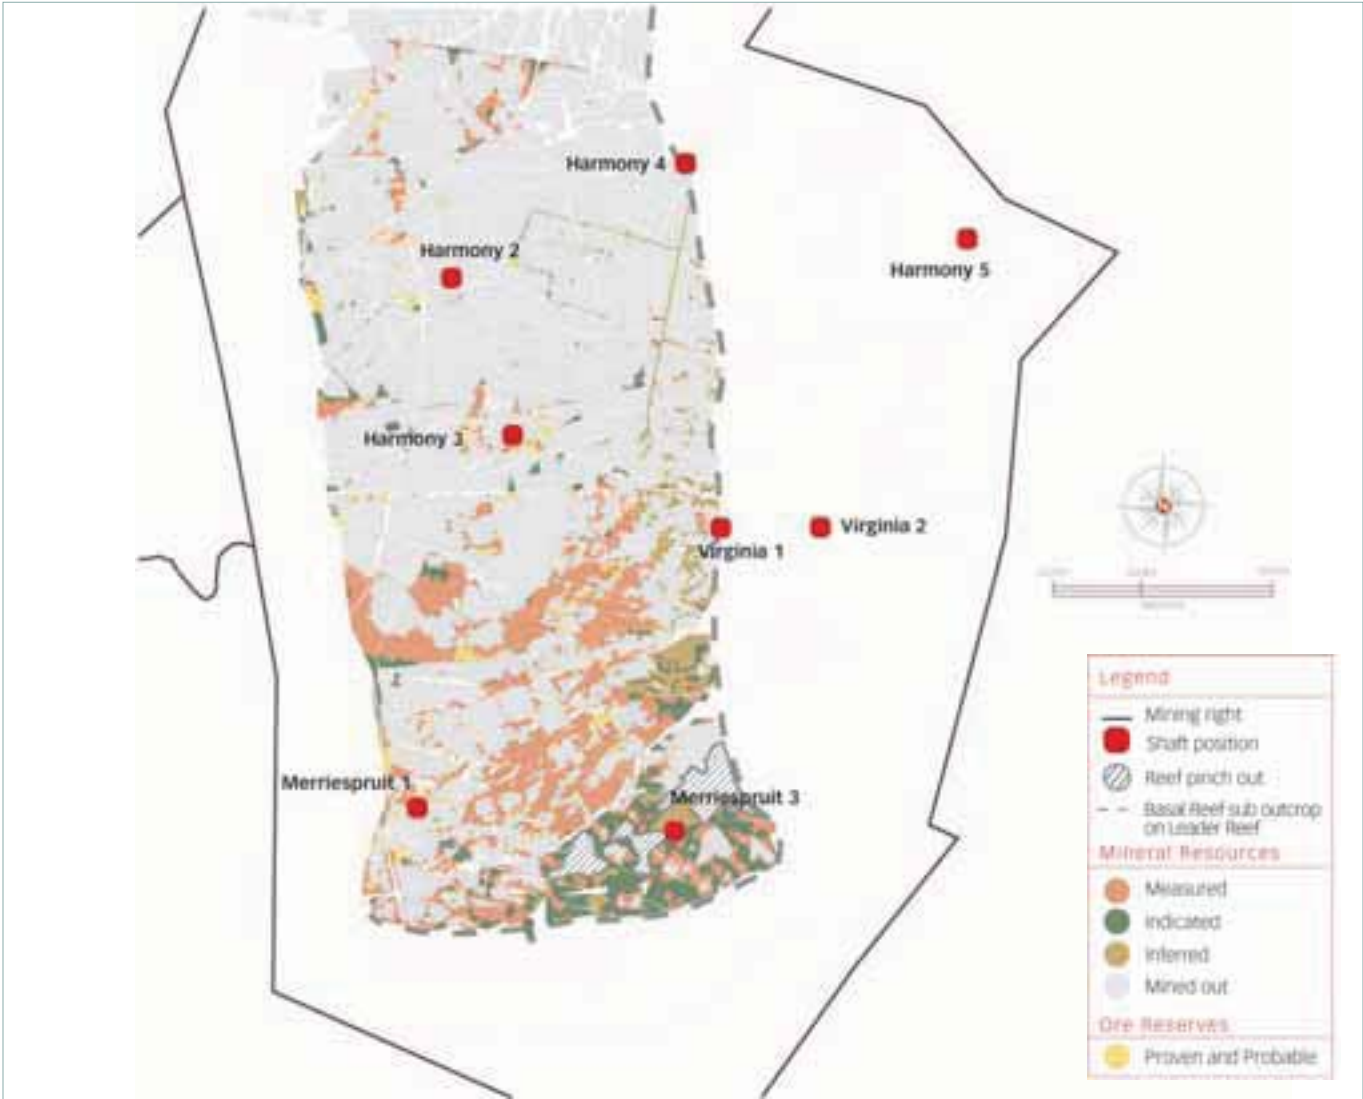 Harmony 4
Harmony 2
Harmony 5
Harmony 3
Virginia 1
Virginia 2
Merriespruit 1
Merriespruit 3
Legend
Mining right
Shaft position
Reef pinch out
Basal Reef sub outcrop
on Leader Reef
Mineral Resources
Measured
Indicated
Inferred
Mined out
Ore Reserves
Proven and Probable